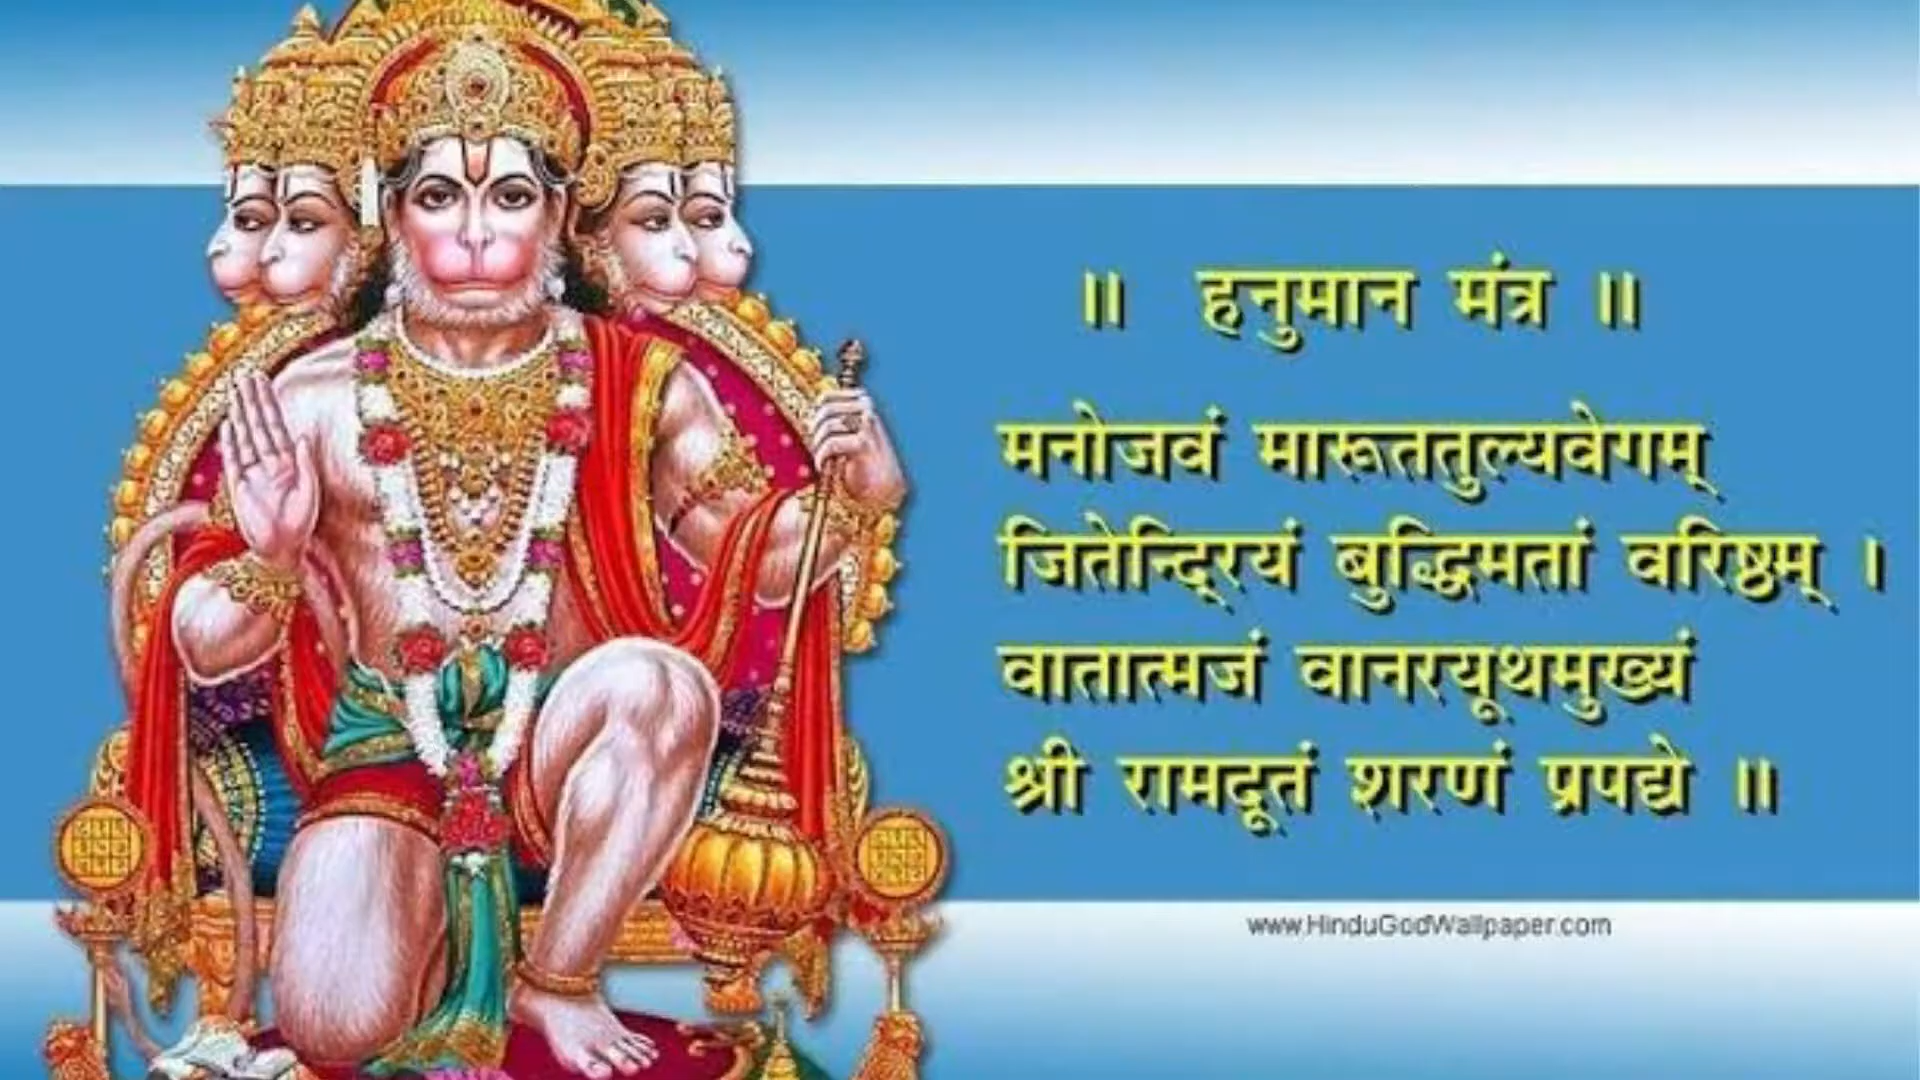 ॥ हनुमान मंत्र ॥
मनोजवं मारूततुल्यवेगम्
जितेन्द्रियं बुद्धिमतां वरिष्ठम् ।
वातात्मजं वानरयूथमुख्यं
श्री रामदूतं शरणं प्रपद्ये ॥
www.HinduGodWallpaper.com